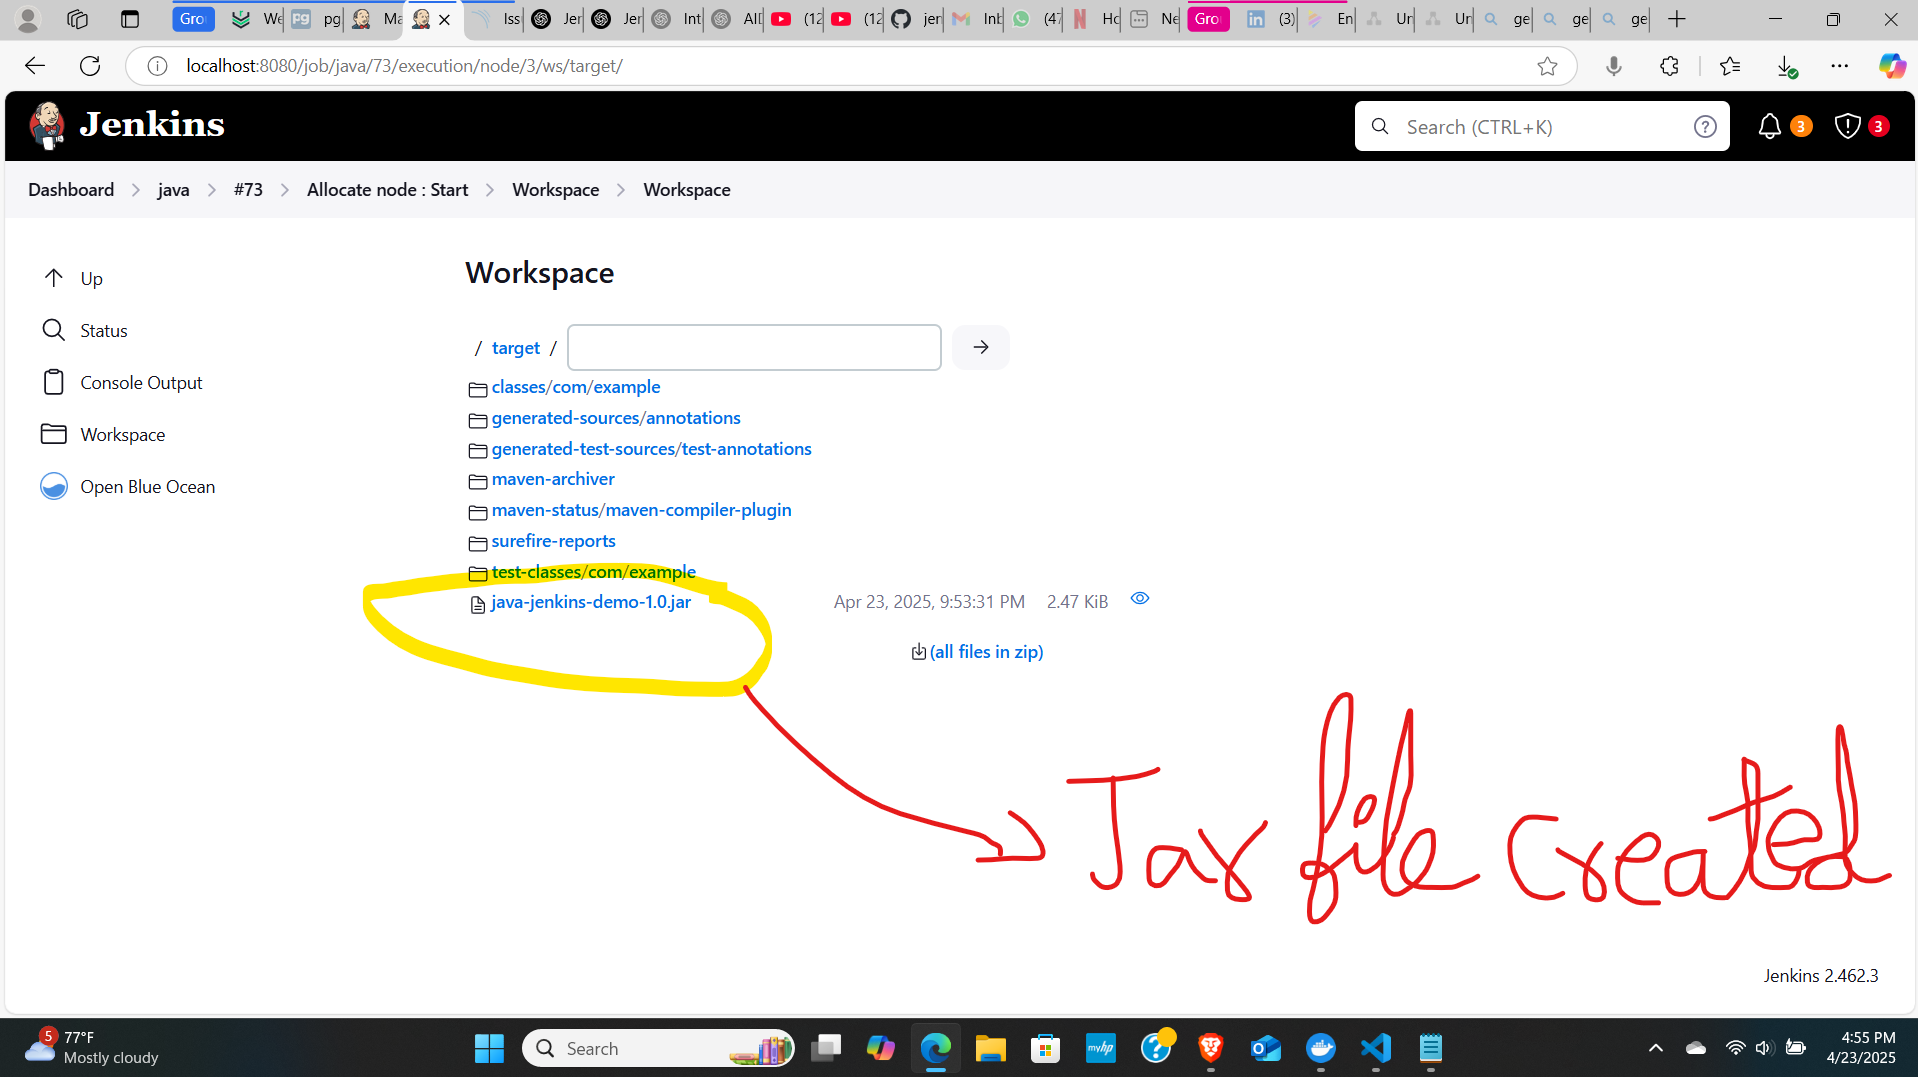 Gro
We
pg
Ma
Iss
Jer
Jer
Int
AII
(12
(12
jer
Inb
(47
Ho
Ne
Gro
(3)
En
Un
Un
ge
ge
ge
localhost:8080/job/java/73/execution/node/3/ws/target/
Jenkins
Search (CTRL+K)
3
3
Dashboard > java > #73 > Allocate node : Start > Workspace > Workspace
Up
Status
Console Output
Workspace
Open Blue Ocean
Workspace
/ target /
classes/com/example
generated-sources/annotations
generated-test-sources/test-annotations
maven-archiver
maven-status/maven-compiler-plugin
surefire-reports
test-classes/com/example
java-jenkins-demo-1.0.jar Apr 23, 2025, 9:53:31 PM 2.47 KiB
(all files in zip)
Jar file created
Jenkins 2.462.3
5
77°F
Mostly cloudy
Search
myhp
4:55 PM
4/23/2025